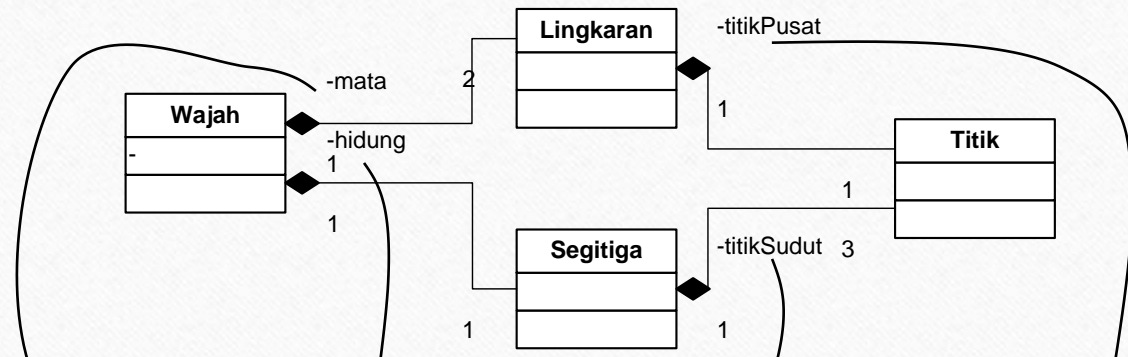 Lingkaran
-titikPusat
-mata
2
Wajah
1
-hidung
-
1
Titik
1
1
Segitiga
-titikSudut
3
1
1